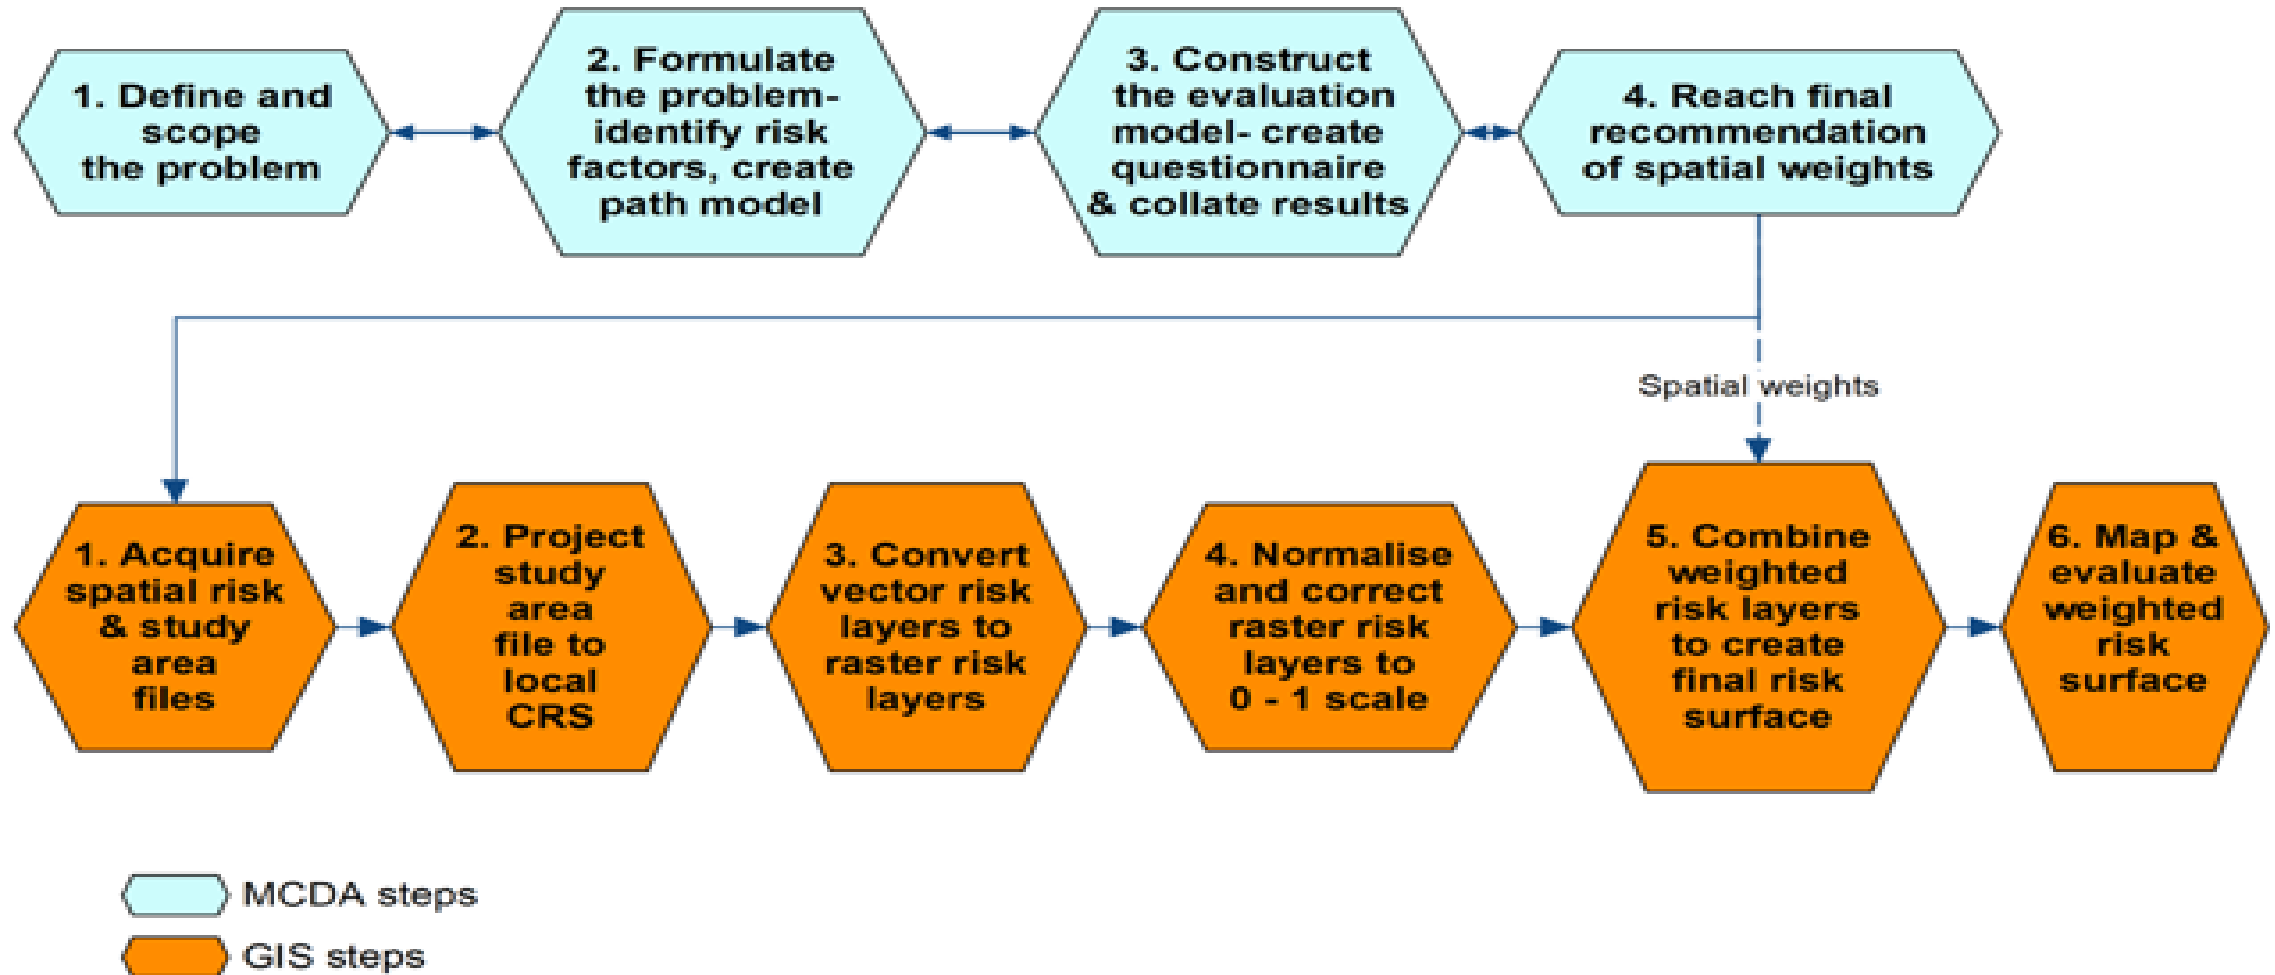 1. Define and
scope
the problem
2. Formulate
the problem-
identify risk
factors, create
path model
3. Construct
the evaluation
model- create
questionnaire
& collate results
4. Reach final
recommendation
of spatial weights
Spatial weights
1. Acquire
spatial risk
& study
area
files
2. Project
study
area
file to
local
CRS
3. Convert
vector risk
layers to
raster risk
layers
4. Normalise
and correct
raster risk
layers to
0 - 1 scale
5. Combine
weighted
risk layers
to create
final risk
surface
6. Map &
evaluate
weighted
risk
surface
MCDA steps
GIS steps